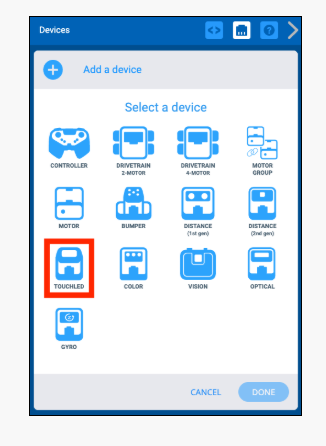 Devices
Add a device
Select a device
CONTROLLER
DRIVETRAIN
2-MOTOR
DRIVETRAIN
4-MOTOR
MOTOR
GROUP
MOTOR
BUMPER
DISTANCE
(1st gen)
DISTANCE
(2nd gen)
TOUCHLED
COLOR
VISION
OPTICAL
GYRO
CANCEL
DONE